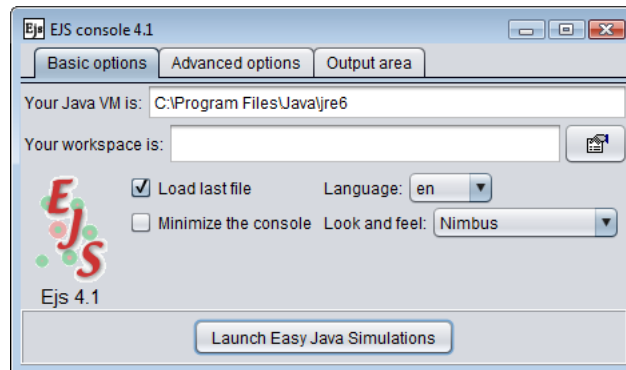 Ejs EJS console 4.1
Basic options Advanced options Output area
Your Java VM is: C:\Program Files\Java\jre6
Your workspace is:
Load last file Language: en
Minimize the console Look and feel: Nimbus
EJS
Ejs 4.1
Launch Easy Java Simulations